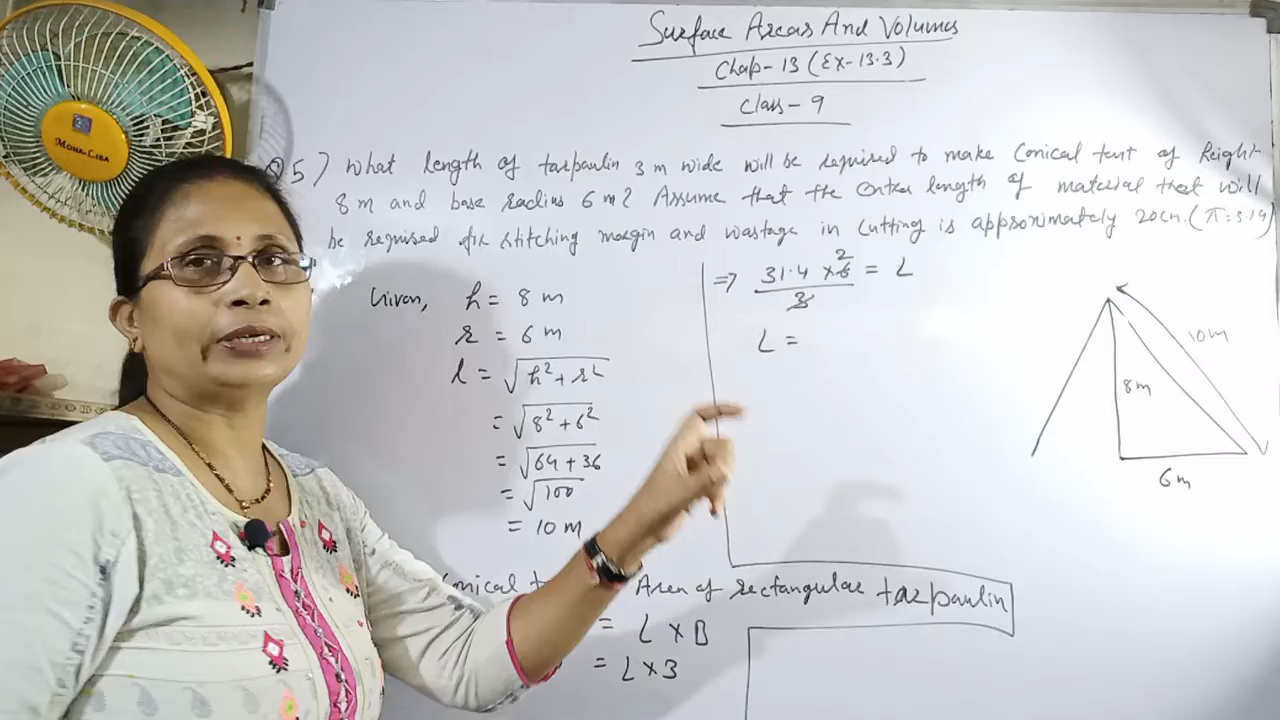 Surface Areas And Volumes
Chap-13 (Ex-13.3)
Class-9
Q5) What length of tarpaulin 3 m wide will be required to make Conical tent of height
8 m and base radius 6 m? Assume that the extra length of material that will
be required for stitching margin and wastage in cutting is approximately 20cm. (π=3.14)
Given, h = 8 m
r = 6 m
l = √h²+r²
= √8²+6²
= √64+36
= √100
= 10 m
Area of rectangular tarpaulin
= L × B
= L×3
⇒ 31.4 × 6 2 / 3 = L
L =
10m
8m
6m
MONA-LISA